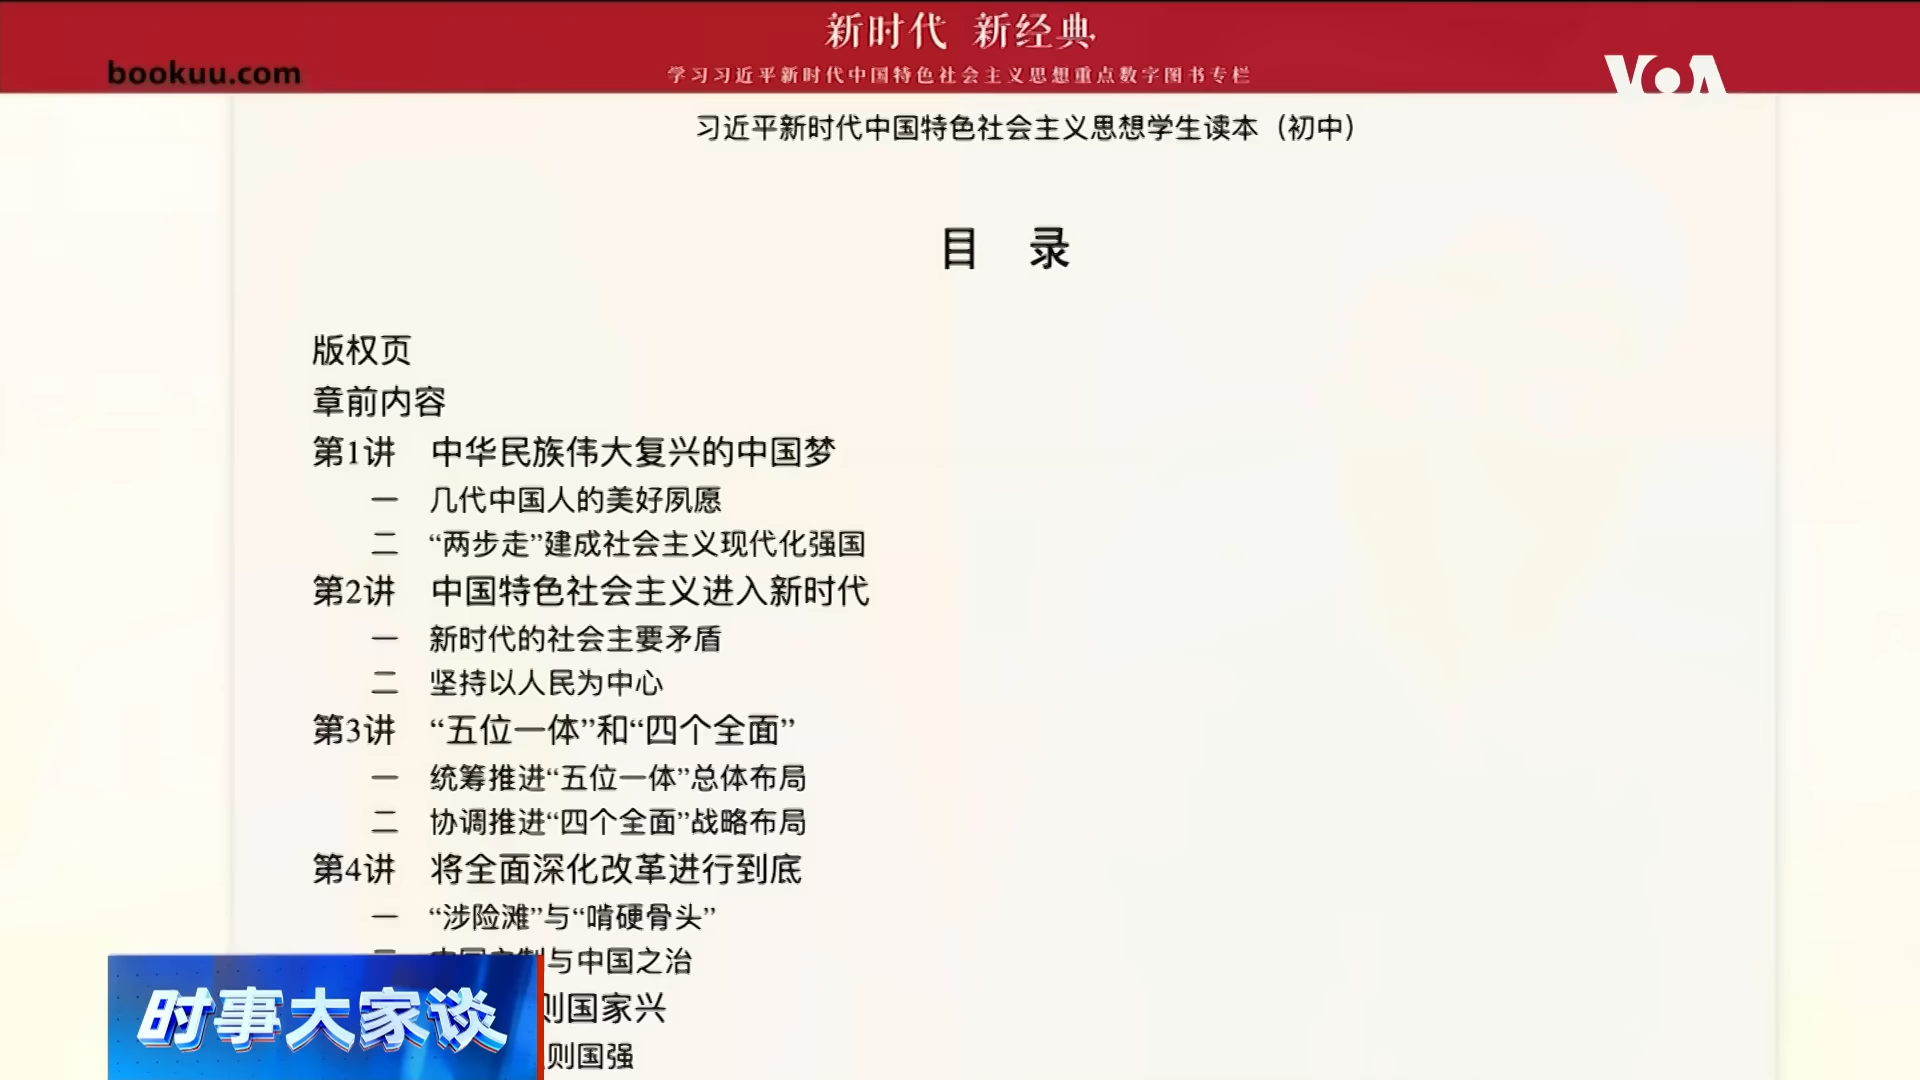 新时代 新经典
bookuu.com
学习习近平新时代中国特色社会主义思想重点数字图书专栏
VOA
习近平新时代中国特色社会主义思想学生读本（初中）
目 录
版权页
章前内容
第1讲 中华民族伟大复兴的中国梦
一 几代中国人的美好夙愿
二 “两步走”建成社会主义现代化强国
第2讲 中国特色社会主义进入新时代
一 新时代的社会主要矛盾
二 坚持以人民为中心
第3讲 “五位一体”和“四个全面”
一 统筹推进“五位一体”总体布局
二 协调推进“四个全面”战略布局
第4讲 将全面深化改革进行到底
一 “涉险滩”与“啃硬骨头”
二 中国之制与中国之治
则国家兴
则国强
时事大家谈